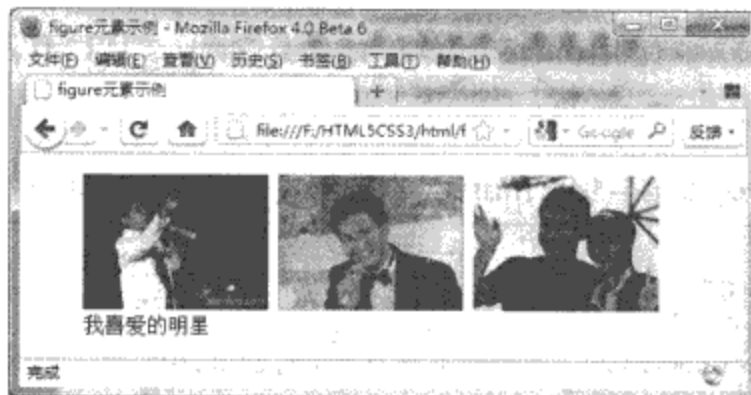 figure元素示例 - Mozilla Firefox 4.0 Beta 6
文件(F) 编辑(E) 查看(V) 历史(S) 书签(B) 工具(T) 帮助(H)
figure元素示例
file:///F:/HTML5CSS3/html/f Google 反馈
我喜爱的明星
完成